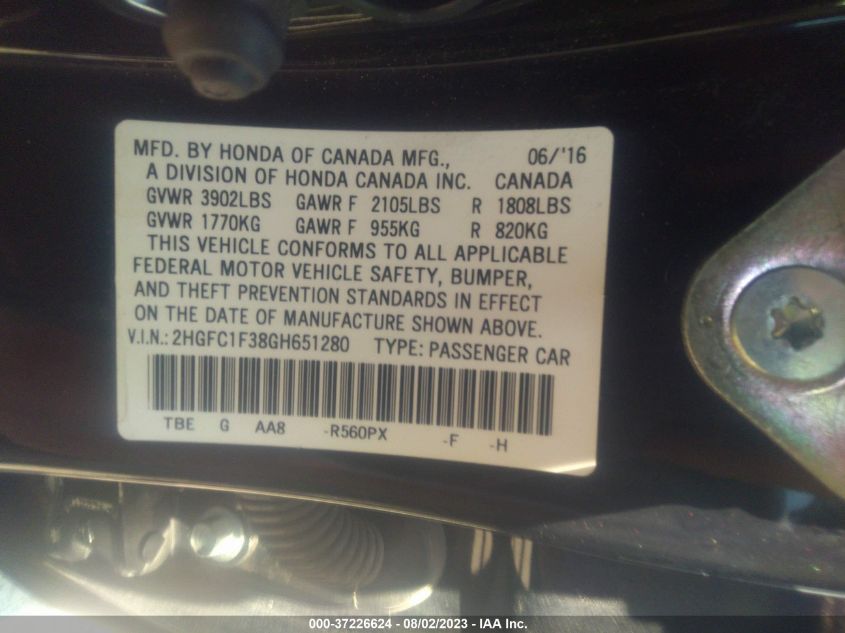 MFD. BY HONDA OF CANADA MFG., 06/'16
A DIVISION OF HONDA CANADA INC. CANADA
GVWR 3902LBS GAWR F 2105LBS R 1808LBS
GVWR 1770KG GAWR F 955KG R 820KG
THIS VEHICLE CONFORMS TO ALL APPLICABLE
FEDERAL MOTOR VEHICLE SAFETY, BUMPER,
AND THEFT PREVENTION STANDARDS IN EFFECT
ON THE DATE OF MANUFACTURE SHOWN ABOVE.
V.I.N.: 2HGFC1F38GH651280 TYPE: PASSENGER CAR
TBE G AA8 -R560PX -F -H
000-37226624 - 08/02/2023 - IAA Inc.